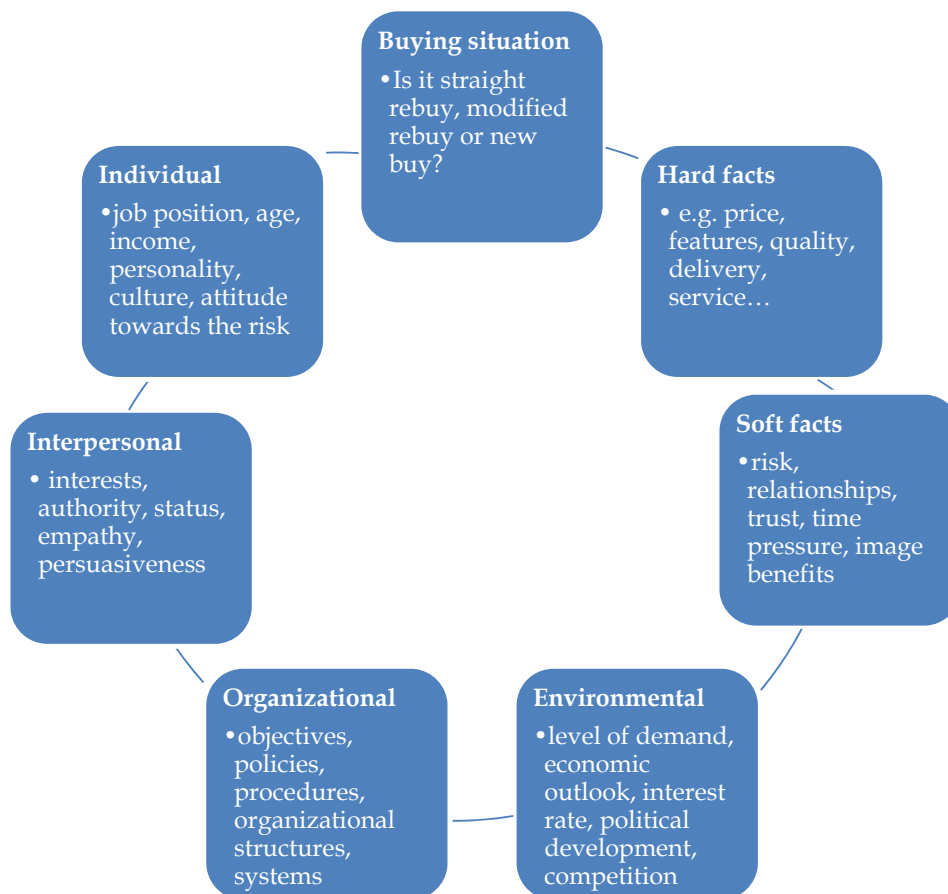 Buying situation
•Is it straight
rebuy, modified
rebuy or new
buy?
Hard facts
• e.g. price,
features, quality,
delivery,
service…
Soft facts
•risk,
relationships,
trust, time
pressure, image
benefits
Environmental
•level of demand,
economic
outlook, interest
rate, political
development,
competition
Organizational
•objectives,
policies,
procedures,
organizational
structures,
systems
Interpersonal
• interests,
authority, status,
empathy,
persuasiveness
Individual
•job position, age,
income,
personality,
culture, attitude
towards the risk